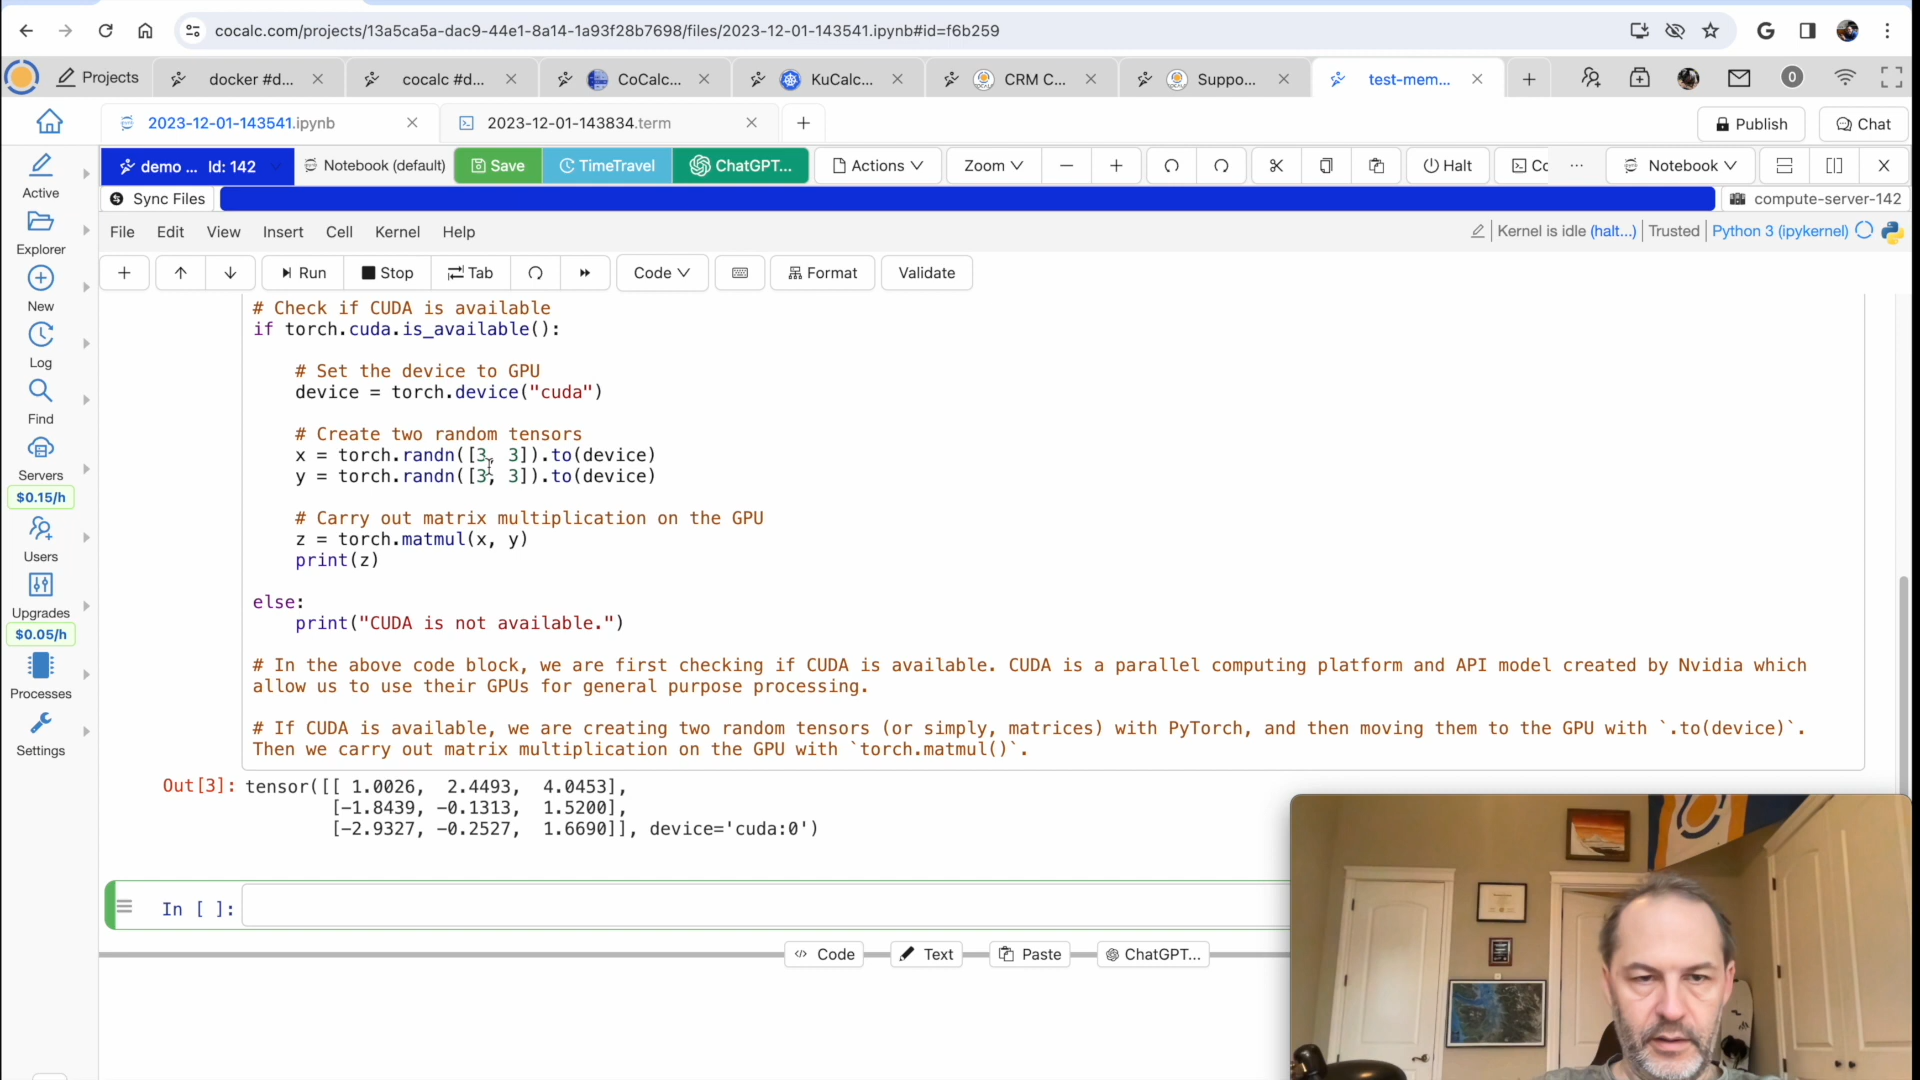 cocalc.com/projects/13a5ca5a-dac9-44e1-8a14-1a93f28b7698/files/2023-12-01-143541.ipynb#id=f6b259
Projects
docker #d...
cocalc #d...
CoCalc...
KuCalc...
CRM C...
Suppo...
test-mem...
0
2023-12-01-143541.ipynb
2023-12-01-143834.term
Publish
Chat
demo ... Id: 142
Notebook (default)
Save
TimeTravel
ChatGPT...
Actions
Zoom
Halt
Cc
...
Notebook
Sync Files
compute-server-142
File Edit View Insert Cell Kernel Help
Kernel is idle (halt...)
Trusted
Python 3 (ipykernel)
Run
Stop
Tab
Code
Format
Validate
Active
Explorer
New
Log
Find
Servers
$0.15/h
Users
Upgrades
$0.05/h
Processes
Settings
# Check if CUDA is available
if torch.cuda.is_available():
# Set the device to GPU
device = torch.device("cuda")
# Create two random tensors
x = torch.randn([3, 3]).to(device)
y = torch.randn([3, 3]).to(device)
# Carry out matrix multiplication on the GPU
z = torch.matmul(x, y)
print(z)
else:
print("CUDA is not available.")
# In the above code block, we are first checking if CUDA is available. CUDA is a parallel computing platform and API model created by Nvidia which
allow us to use their GPUs for general purpose processing.
# If CUDA is available, we are creating two random tensors (or simply, matrices) with PyTorch, and then moving them to the GPU with `.to(device)`.
Then we carry out matrix multiplication on the GPU with `torch.matmul()`.
Out[3]: tensor([[ 1.0026, 2.4493, 4.0453],
[-1.8439, -0.1313, 1.5200],
[-2.9327, -0.2527, 1.6690]], device='cuda:0')
In [ ]:
Code
Text
Paste
ChatGPT...